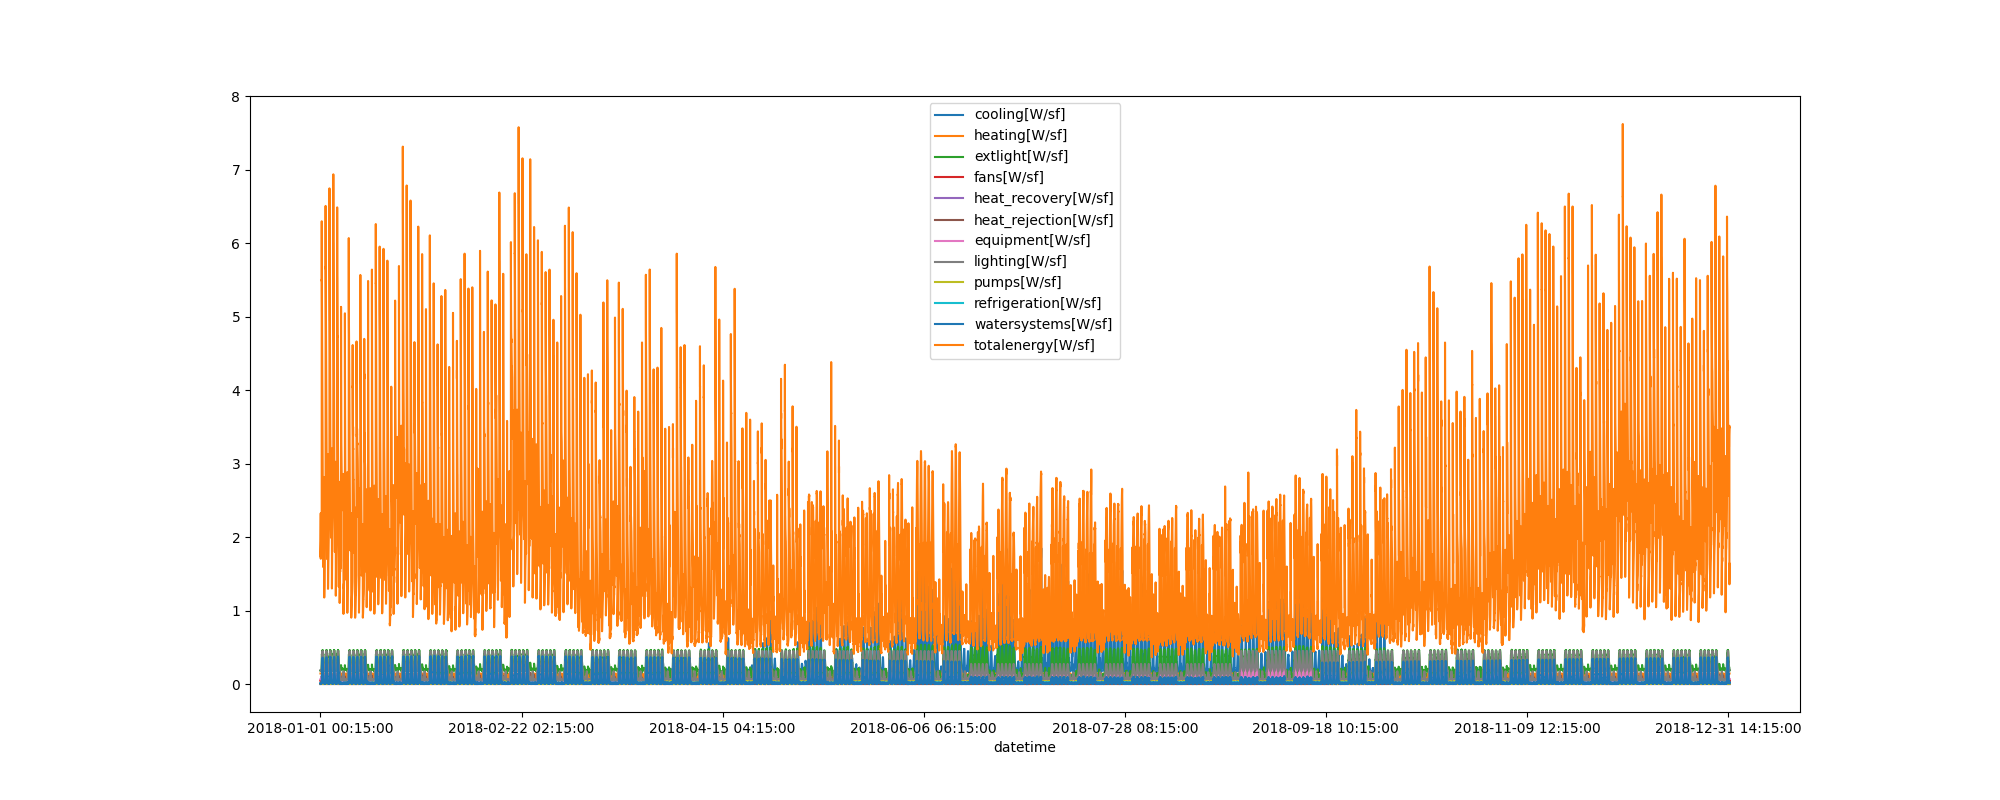 8
7
6
5
4
3
2
1
0
cooling[W/sf]
heating[W/sf]
extlight[W/sf]
fans[W/sf]
heat_recovery[W/sf]
heat_rejection[W/sf]
equipment[W/sf]
lighting[W/sf]
pumps[W/sf]
refrigeration[W/sf]
watersystems[W/sf]
totalenergy[W/sf]
2018-01-01 00:15:00 2018-02-22 02:15:00 2018-04-15 04:15:00 2018-06-06 06:15:00 2018-07-28 08:15:00 2018-09-18 10:15:00 2018-11-09 12:15:00 2018-12-31 14:15:00
datetime